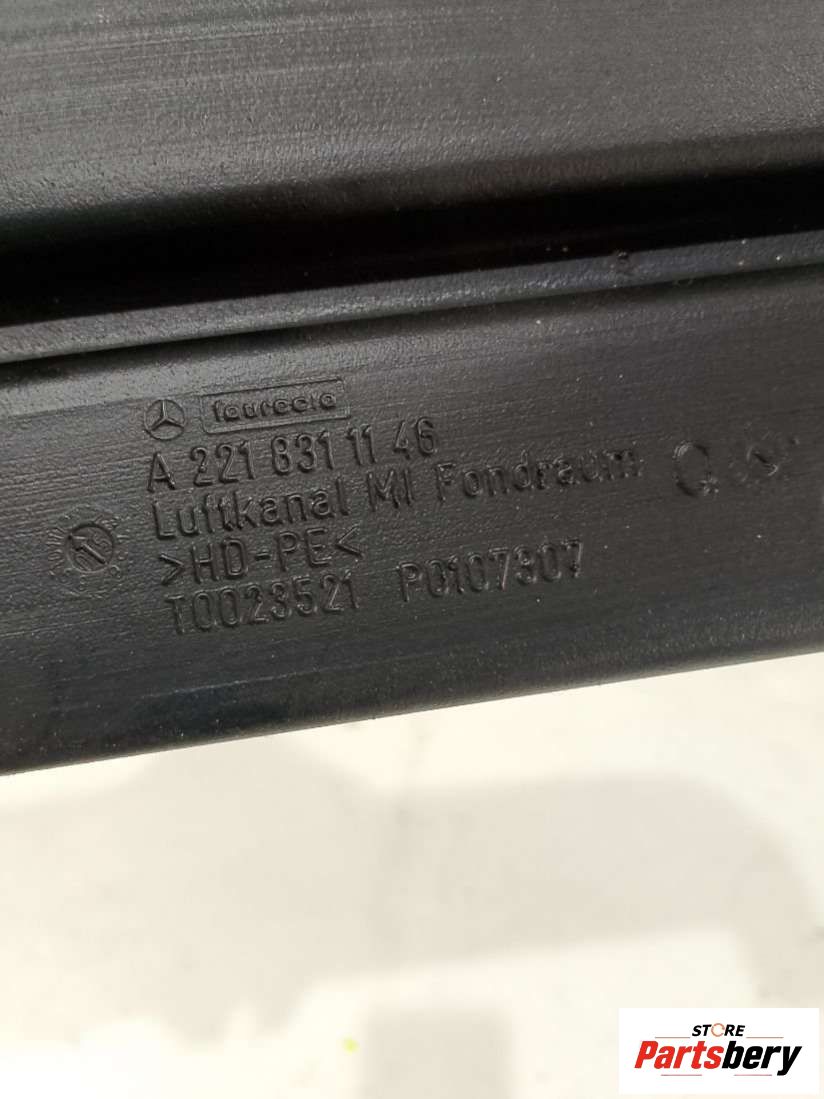 faurecia
A 221 831 11 46
Luftkanal MI Fondraum
>HD-PE<
T0023521 P0107307
STORE
Partsbery